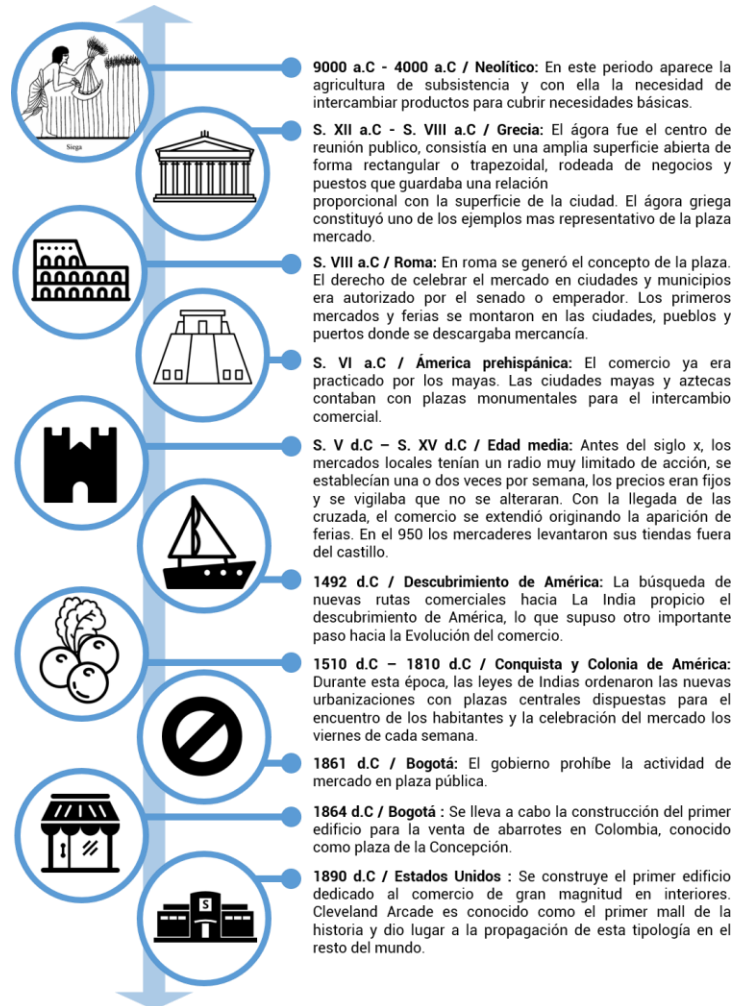 Siega
9000 a.C - 4000 a.C / Neolítico: En este periodo aparece la
agricultura de subsistencia y con ella la necesidad de
intercambiar productos para cubrir necesidades básicas.
S. XII a.C - S. VIII a.C / Grecia: El ágora fue el centro de
reunión publico, consistía en una amplia superficie abierta de
forma rectangular o trapezoidal, rodeada de negocios y
puestos que guardaba una relación
proporcional con la superficie de la ciudad. El ágora griega
constituyó uno de los ejemplos mas representativo de la plaza
mercado.
S. VIII a.C / Roma: En roma se generó el concepto de la plaza.
El derecho de celebrar el mercado en ciudades y municipios
era autorizado por el senado o emperador. Los primeros
mercados y ferias se montaron en las ciudades, pueblos y
puertos donde se descargaba mercancía.
S. VI a.C / Ámerica prehispánica: El comercio ya era
practicado por los mayas. Las ciudades mayas y aztecas
contaban con plazas monumentales para el intercambio
comercial.
S. V d.C – S. XV d.C / Edad media: Antes del siglo x, los
mercados locales tenían un radio muy limitado de acción, se
establecían una o dos veces por semana, los precios eran fijos
y se vigilaba que no se alteraran. Con la llegada de las
cruzada, el comercio se extendió originando la aparición de
ferias. En el 950 los mercaderes levantaron sus tiendas fuera
del castillo.
1492 d.C / Descubrimiento de América: La búsqueda de
nuevas rutas comerciales hacia La India propicio el
descubrimiento de América, lo que supuso otro importante
paso hacia la Evolución del comercio.
1510 d.C – 1810 d.C / Conquista y Colonia de América:
Durante esta época, las leyes de Indias ordenaron las nuevas
urbanizaciones con plazas centrales dispuestas para el
encuentro de los habitantes y la celebración del mercado los
viernes de cada semana.
1861 d.C / Bogotá: El gobierno prohíbe la actividad de
mercado en plaza pública.
1864 d.C / Bogotá : Se lleva a cabo la construcción del primer
edificio para la venta de abarrotes en Colombia, conocido
como plaza de la Concepción.
S
1890 d.C / Estados Unidos : Se construye el primer edificio
dedicado al comercio de gran magnitud en interiores.
Cleveland Arcade es conocido como el primer mall de la
historia y dio lugar a la propagación de esta tipología en el
resto del mundo.